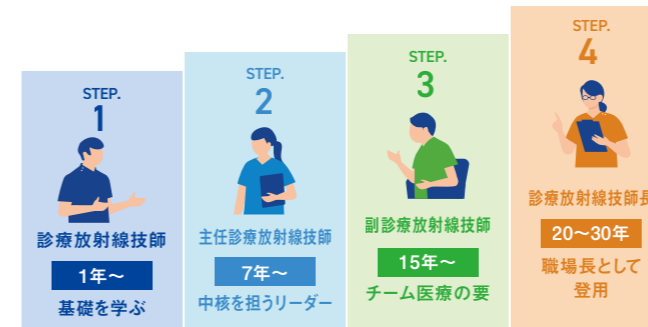 STEP.
1
診療放射線技師
1年〜
基礎を学ぶ
STEP.
2
主任診療放射線技師
7年〜
中核を担うリーダー
STEP.
3
副診療放射線技師
15年〜
チーム医療の要
STEP.
4
診療放射線技師長
20〜30年
職場長として
登用